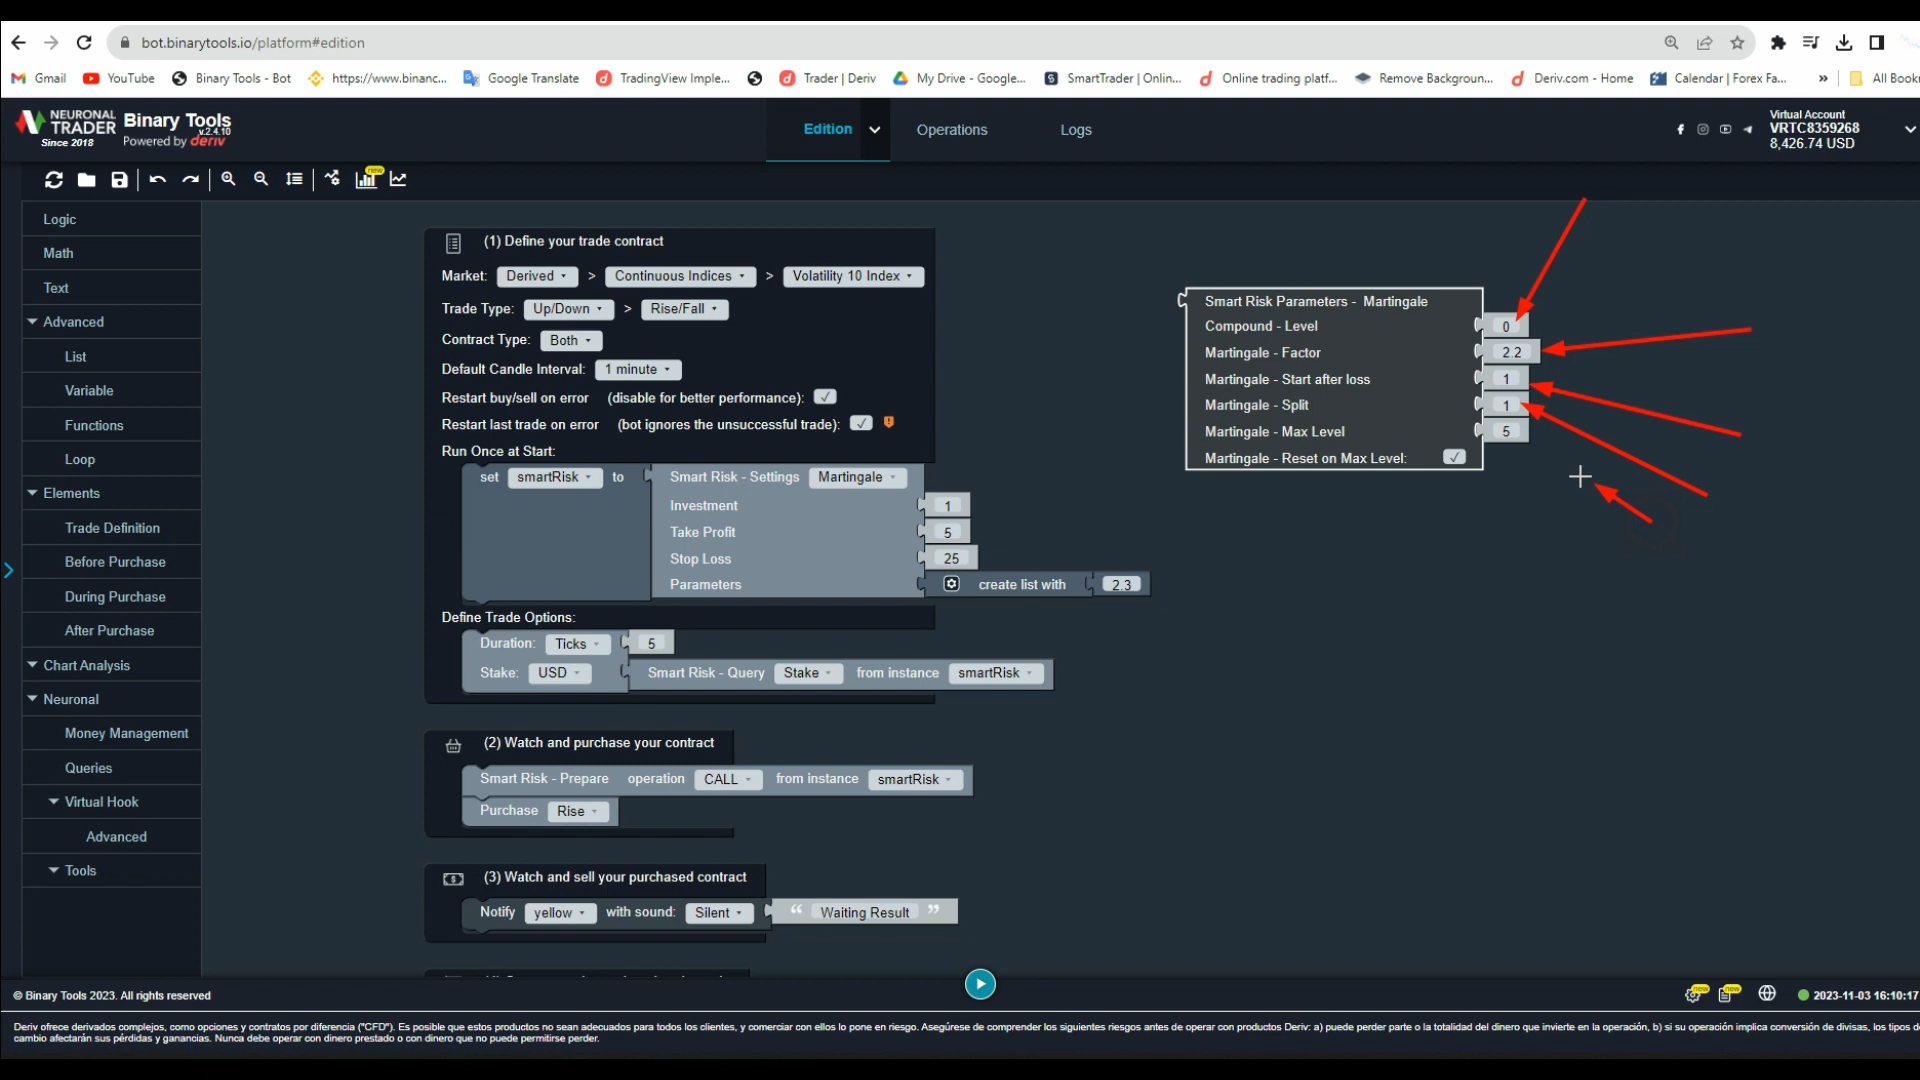 bot.binarytools.io/platform#edition
Gmail YouTube Binary Tools - Bot https://www.binanc... Google Translate TradingView Imple... Trader | Deriv My Drive - Google... SmartTrader | Onlin... Online trading platf... Remove Backgroun... Deriv.com - Home Calendar | Forex Fa... » All Book
NEURONAL TRADER Since 2018 Binary Tools v.2.4.10 Powered by deriv
Edition Operations Logs
Virtual Account
VRTC8359268
8,426.74 USD
new
Logic
Math
Text
Advanced
List
Variable
Functions
Loop
Elements
Trade Definition
Before Purchase
During Purchase
After Purchase
Chart Analysis
Neuronal
Money Management
Queries
Virtual Hook
Advanced
Tools
(1) Define your trade contract
Market: Derived > Continuous Indices > Volatility 10 Index
Trade Type: Up/Down > Rise/Fall
Contract Type: Both
Default Candle Interval: 1 minute
Restart buy/sell on error (disable for better performance):
Restart last trade on error (bot ignores the unsuccessful trade):
Run Once at Start:
set smartRisk to Smart Risk - Settings Martingale
Investment 1
Take Profit 5
Stop Loss 25
Parameters create list with 2.3
Define Trade Options:
Duration: Ticks 5
Stake: USD Smart Risk - Query Stake from instance smartRisk
(2) Watch and purchase your contract
Smart Risk - Prepare operation CALL from instance smartRisk
Purchase Rise
(3) Watch and sell your purchased contract
Notify yellow with sound: Silent “ Waiting Result ”
Smart Risk Parameters - Martingale
Compound - Level 0
Martingale - Factor 2.2
Martingale - Start after loss 1
Martingale - Split 1
Martingale - Max Level 5
Martingale - Reset on Max Level:
© Binary Tools 2023. All rights reserved
new new 2023-11-03 16:10:17
Deriv ofrece derivados complejos, como opciones y contratos por diferencia ("CFD"). Es posible que estos productos no sean adecuados para todos los clientes, y comerciar con ellos lo pone en riesgo. Asegúrese de comprender los siguientes riesgos antes de operar con productos Deriv: a) puede perder parte o la totalidad del dinero que invierte en la operación, b) si su operación implica conversión de divisas, los tipos de
cambio afectarán sus pérdidas y ganancias. Nunca debe operar con dinero prestado o con dinero que no puede permitirse perder.